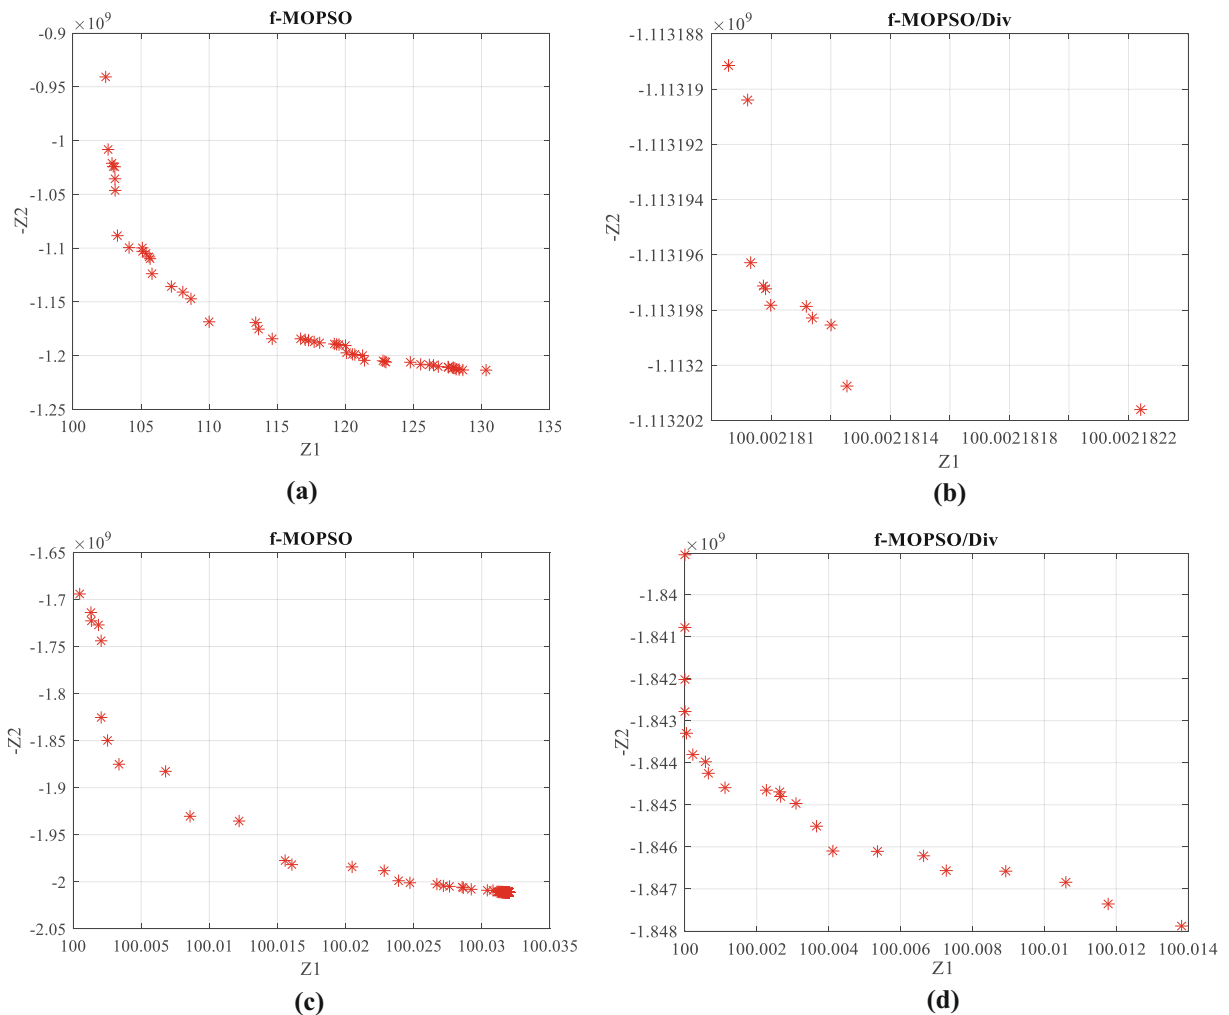 f-MOPSO
×10^9
-0.9
-0.95
-1
-1.05
-1.1
-1.15
-1.2
-1.25
-Z2
100 105 110 115 120 125 130 135
Z1
(a)
f-MOPSO/Div
×10^9
-1.113188
-1.11319
-1.113192
-1.113194
-1.113196
-1.113198
-1.1132
-1.113202
-Z2
100.002181 100.0021814 100.0021818 100.0021822
Z1
(b)
f-MOPSO
×10^9
-1.65
-1.7
-1.75
-1.8
-1.85
-1.9
-1.95
-2
-2.05
-Z2
100 100.005 100.01 100.015 100.02 100.025 100.03 100.035
Z1
(c)
f-MOPSO/Div
×10^9
-1.84
-1.841
-1.842
-1.843
-1.844
-1.845
-1.846
-1.847
-1.848
-Z2
100 100.002 100.004 100.006 100.008 100.01 100.012 100.014
Z1
(d)